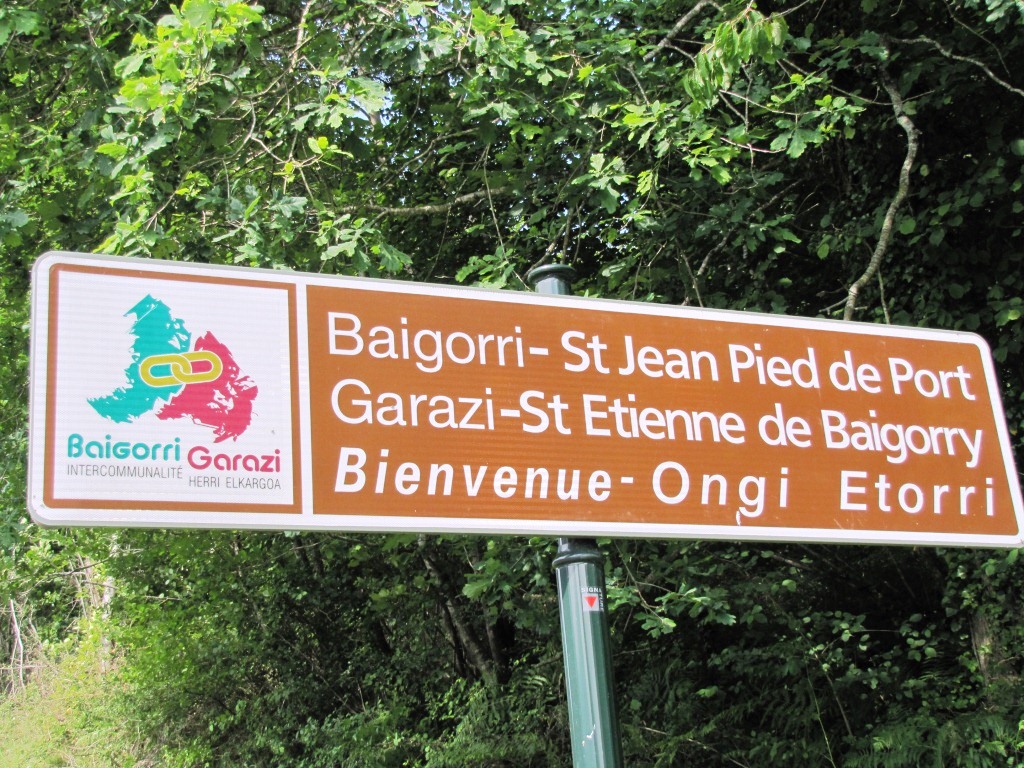 Baigorri Garazi
INTERCOMMUNALITÉ HERRI ELKARGOA
Baigorri-St Jean Pied de Port
Garazi-St Etienne de Baigorry
Bienvenue-Ongi Etorri